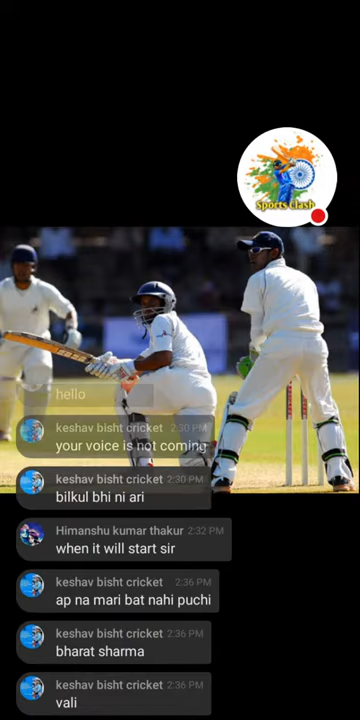 Sports Clash
hello
keshav bisht cricket 2:30 PM
your voice is not coming
keshav bisht cricket 2:30 PM
bilkul bhi ni ari
Himanshu kumar thakur 2:32 PM
when it will start sir
keshav bisht cricket 2:36 PM
ap na mari bat nahi puchi
keshav bisht cricket 2:36 PM
bharat sharma
keshav bisht cricket 2:36 PM
vali